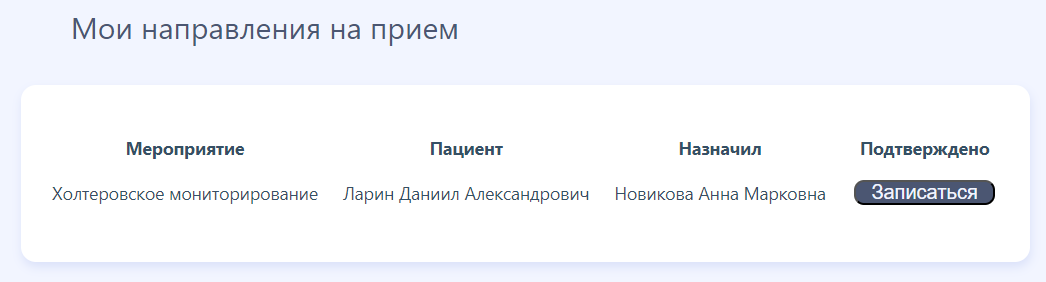 Мои направления на прием
Мероприятие Пациент Назначил Подтверждено
Холтеровское мониторирование Ларин Даниил Александрович Новикова Анна Марковна Записаться